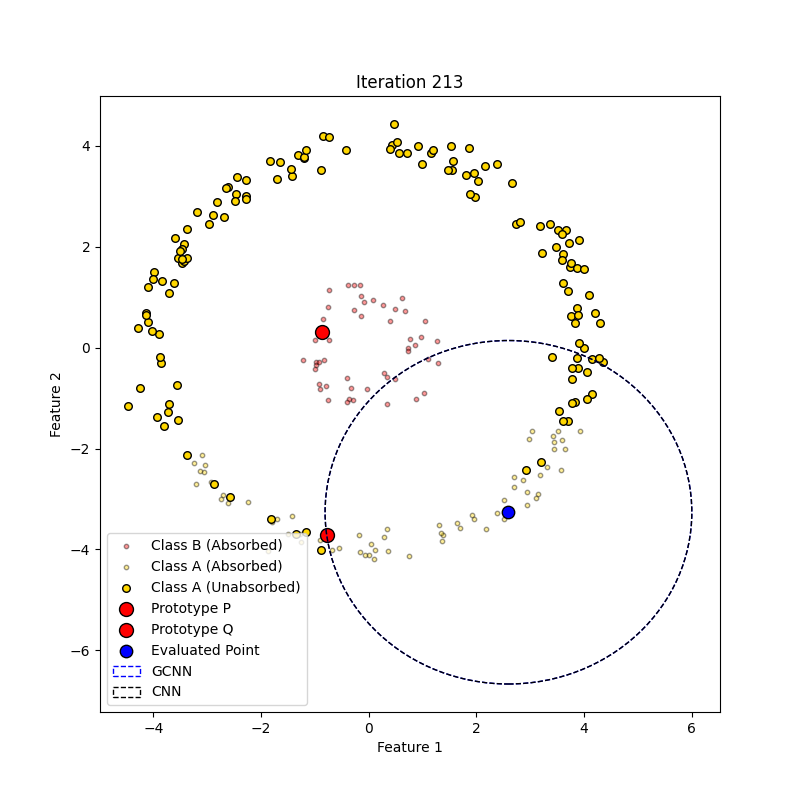 Iteration 213
4
2
0
−2
−4
−6
Feature 2
Class B (Absorbed)
Class A (Absorbed)
Class A (Unabsorbed)
Prototype P
Prototype Q
Evaluated Point
GCNN
CNN
−4 −2 0 2 4 6
Feature 1